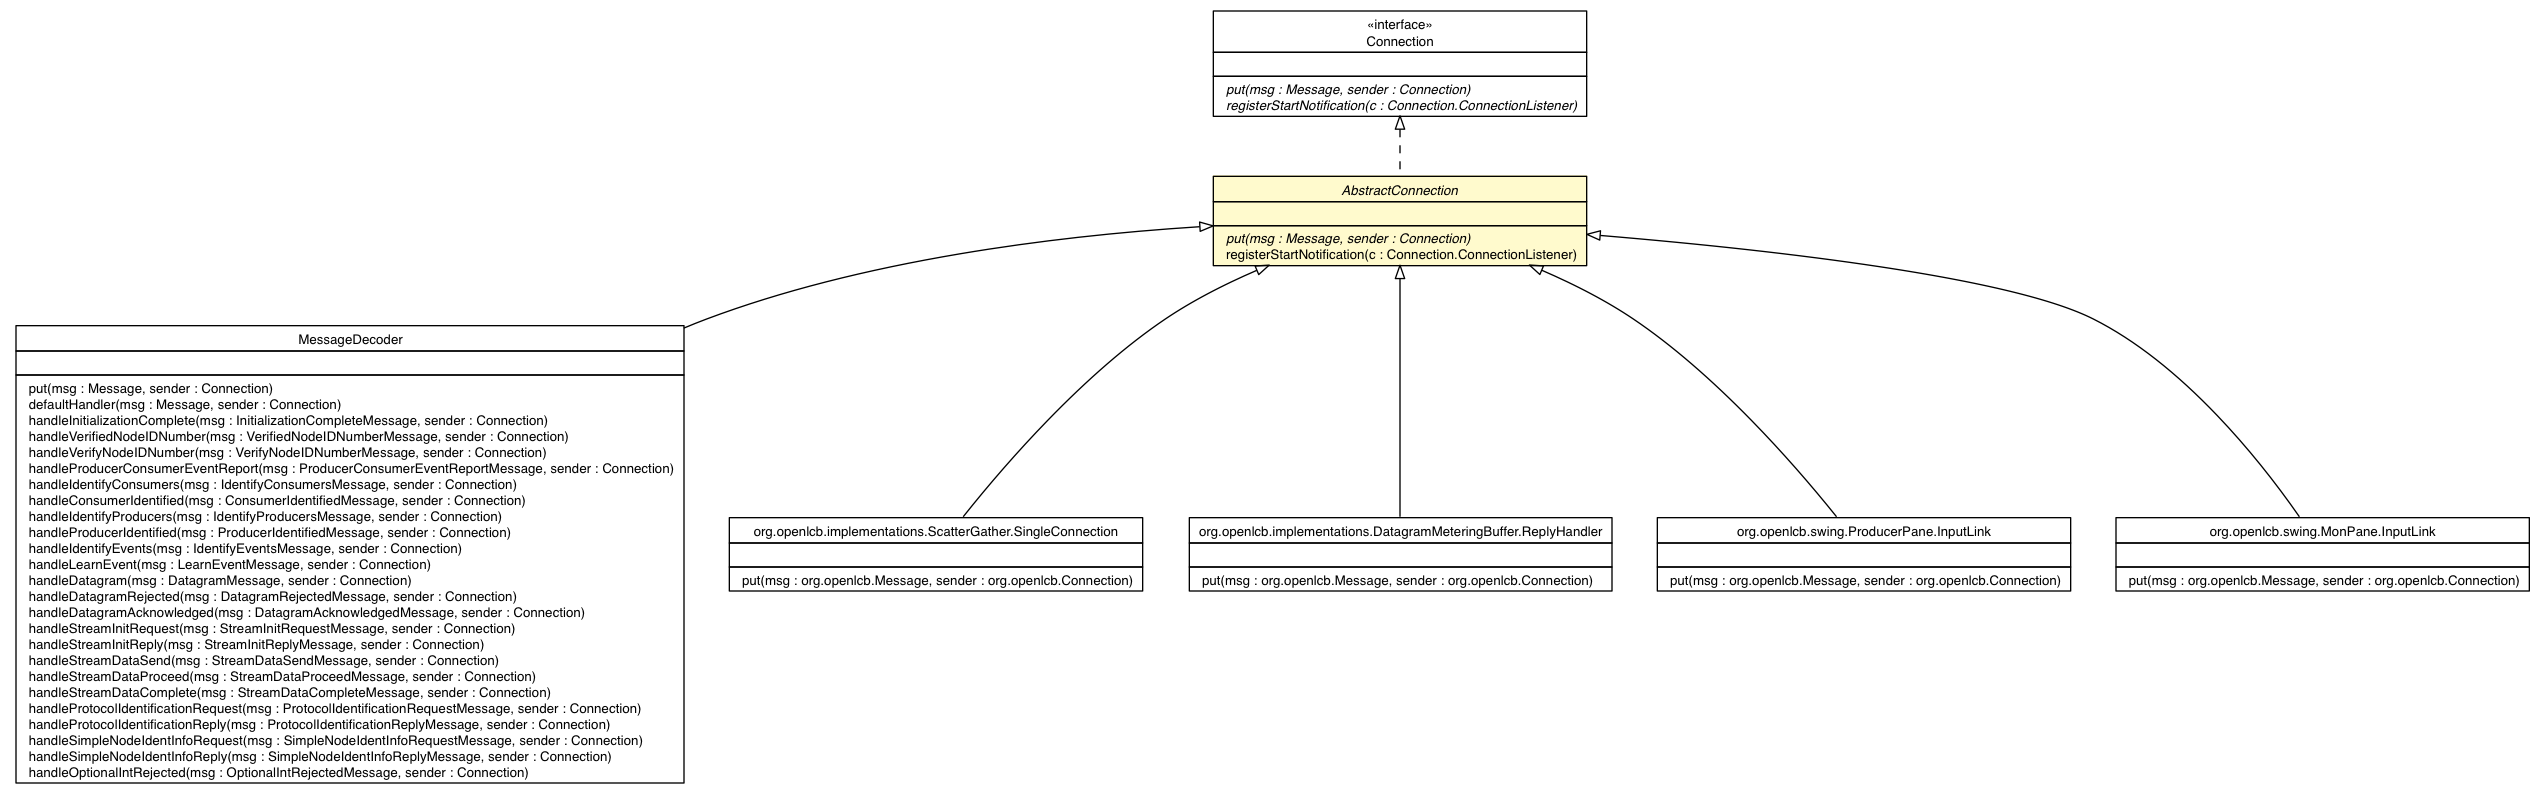 «interface»
Connection
put(msg : Message, sender : Connection)
registerStartNotification(c : Connection.ConnectionListener)
AbstractConnection
put(msg : Message, sender : Connection)
registerStartNotification(c : Connection.ConnectionListener)
MessageDecoder
put(msg : Message, sender : Connection)
defaultHandler(msg : Message, sender : Connection)
handleInitializationComplete(msg : InitializationCompleteMessage, sender : Connection)
handleVerifiedNodeIDNumber(msg : VerifiedNodeIDNumberMessage, sender : Connection)
handleVerifyNodeIDNumber(msg : VerifyNodeIDNumberMessage, sender : Connection)
handleProducerConsumerEventReport(msg : ProducerConsumerEventReportMessage, sender : Connection)
handleIdentifyConsumers(msg : IdentifyConsumersMessage, sender : Connection)
handleConsumerIdentified(msg : ConsumerIdentifiedMessage, sender : Connection)
handleIdentifyProducers(msg : IdentifyProducersMessage, sender : Connection)
handleProducerIdentified(msg : ProducerIdentifiedMessage, sender : Connection)
handleIdentifyEvents(msg : IdentifyEventsMessage, sender : Connection)
handleLearnEvent(msg : LearnEventMessage, sender : Connection)
handleDatagram(msg : DatagramMessage, sender : Connection)
handleDatagramRejected(msg : DatagramRejectedMessage, sender : Connection)
handleDatagramAcknowledged(msg : DatagramAcknowledgedMessage, sender : Connection)
handleStreamInitRequest(msg : StreamInitRequestMessage, sender : Connection)
handleStreamInitReply(msg : StreamInitReplyMessage, sender : Connection)
handleStreamDataSend(msg : StreamDataSendMessage, sender : Connection)
handleStreamDataProceed(msg : StreamDataProceedMessage, sender : Connection)
handleStreamDataComplete(msg : StreamDataCompleteMessage, sender : Connection)
handleProtocolIdentificationRequest(msg : ProtocolIdentificationRequestMessage, sender : Connection)
handleProtocolIdentificationReply(msg : ProtocolIdentificationReplyMessage, sender : Connection)
handleSimpleNodeIdentInfoRequest(msg : SimpleNodeIdentInfoRequestMessage, sender : Connection)
handleSimpleNodeIdentInfoReply(msg : SimpleNodeIdentInfoReplyMessage, sender : Connection)
handleOptionalIntRejected(msg : OptionalIntRejectedMessage, sender : Connection)
org.openlcb.implementations.ScatterGather.SingleConnection
put(msg : org.openlcb.Message, sender : org.openlcb.Connection)
org.openlcb.implementations.DatagramMeteringBuffer.ReplyHandler
put(msg : org.openlcb.Message, sender : org.openlcb.Connection)
org.openlcb.swing.ProducerPane.InputLink
put(msg : org.openlcb.Message, sender : org.openlcb.Connection)
org.openlcb.swing.MonPane.InputLink
put(msg : org.openlcb.Message, sender : org.openlcb.Connection)